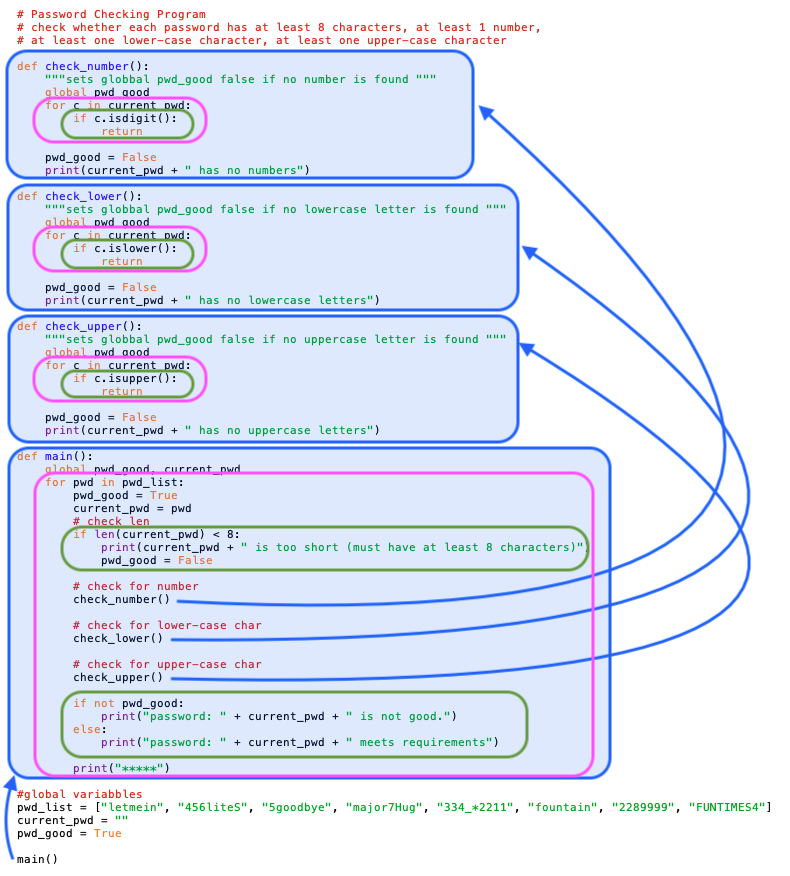 # Password Checking Program
# check whether each password has at least 8 characters, at least 1 number,
# at least one lower-case character, at least one upper-case character
def check_number():
    """sets globbal pwd_good false if no number is found """
    global pwd_good
    for c in current_pwd:
        if c.isdigit():
            return
    pwd_good = False
    print(current_pwd + " has no numbers")
def check_lower():
    """sets globbal pwd_good false if no lowercase letter is found """
    global pwd_good
    for c in current_pwd:
        if c.islower():
            return
    pwd_good = False
    print(current_pwd + " has no lowercase letters")
def check_upper():
    """sets globbal pwd_good false if no uppercase letter is found """
    global pwd_good
    for c in current_pwd:
        if c.isupper():
            return
    pwd_good = False
    print(current_pwd + " has no uppercase letters")
def main():
    global pwd_good, current_pwd
    for pwd in pwd_list:
        pwd_good = True
        current_pwd = pwd
        # check len
        if len(current_pwd) < 8:
            print(current_pwd + " is too short (must have at least 8 characters)")
            pwd_good = False
        # check for number
        check_number()
        # check for lower-case char
        check_lower()
        # check for upper-case char
        check_upper()
        if not pwd_good:
            print("password: " + current_pwd + " is not good.")
        else:
            print("password: " + current_pwd + " meets requirements")
        print("*****")
#global variabbles
pwd_list = ["letmein", "456liteS", "5goodbye", "major7Hug", "334_*2211", "fountain", "2289999", "FUNTIMES4"]
current_pwd = ""
pwd_good = True
main()